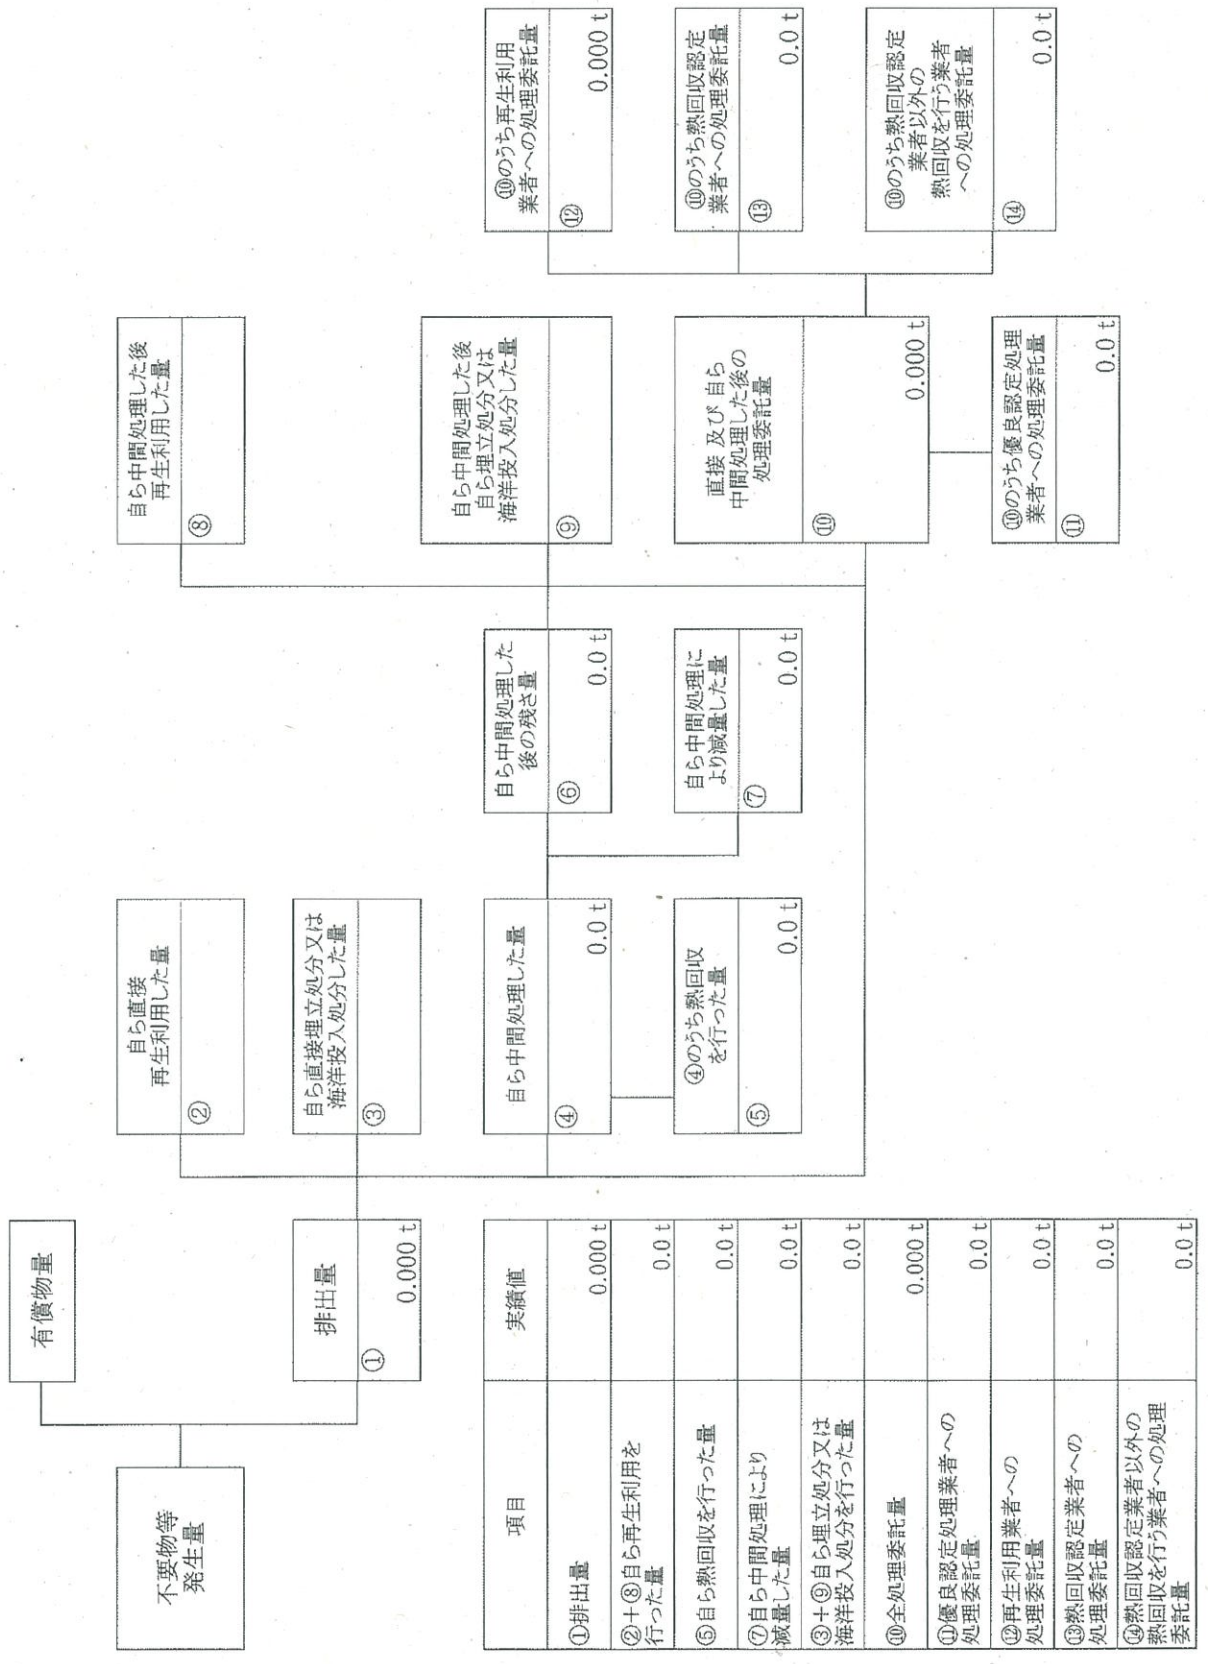 不要物等
発生量
有償物量
排出量
①
0.000 t
自ら直接
再生利用した量
②
自ら直接埋立処分又は
海洋投入処分した量
③
自ら中間処理した量
④
0.0 t
④のうち熱回収
を行った量
⑤
0.0 t
自ら中間処理した
後の残さ量
⑥
0.0 t
自ら中間処理に
より減量した量
⑦
0.0 t
自ら中間処理した後
再生利用した量
⑧
自ら中間処理した後
自ら埋立処分又は
海洋投入処分した量
⑨
直接 及び 自ら
中間処理した後の
処理委託量
⑩
0.000 t
⑩のうち優良認定処理
業者への処理委託量
⑪
0.0 t
⑩のうち再生利用
業者への処理委託量
⑫
0.000 t
⑩のうち熱回収認定
業者への処理委託量
⑬
0.0 t
⑩のうち熱回収認定
業者以外の
熱回収を行う業者
への処理委託量
⑭
0.0 t
項目
実績値
①排出量
0.000 t
②+⑧自ら再生利用を
行った量
0.0 t
⑤自ら熱回収を行った量
0.0 t
⑦自ら中間処理により
減量した量
0.0 t
③+⑨自ら埋立処分又は
海洋投入処分を行った量
0.0 t
⑩全処理委託量
0.000 t
⑪優良認定処理業者への
処理委託量
0.0 t
⑫再生利用業者への
処理委託量
0.0 t
⑬熱回収認定業者への
処理委託量
0.0 t
⑭熱回収認定業者以外の
熱回収を行う業者への処理
委託量
0.0 t